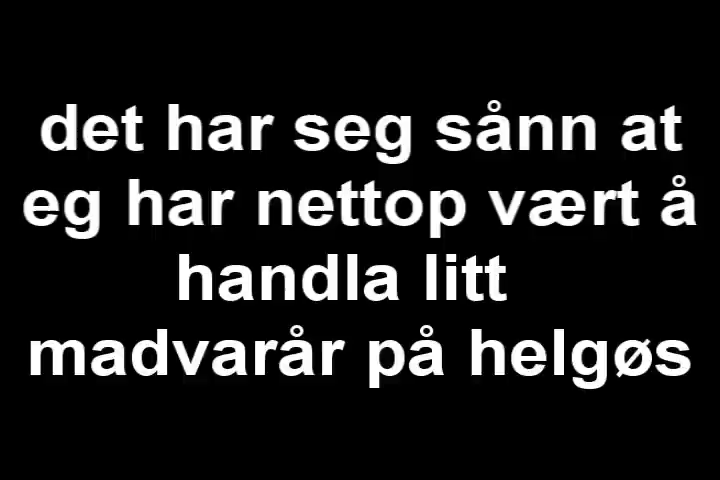 det har seg sånn at
eg har nettop vært å
handla litt
madvarår på helgøs